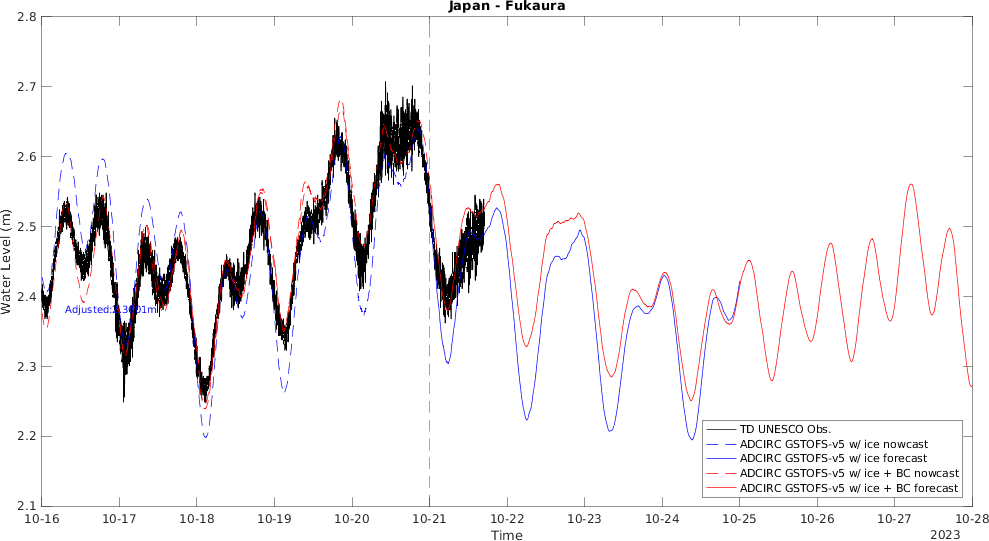 Japan - Fukaura
Water Level (m)
2.8
2.7
2.6
2.5
2.4
2.3
2.2
2.1
TD UNESCO Obs.
ADCIRC GSTOFS-v5 w/ ice nowcast
ADCIRC GSTOFS-v5 w/ ice forecast
ADCIRC GSTOFS-v5 w/ ice + BC nowcast
ADCIRC GSTOFS-v5 w/ ice + BC forecast
10-16 10-17 10-18 10-19 10-20 10-21 10-22 10-23 10-24 10-25 10-26 10-27 10-28
Time
2023